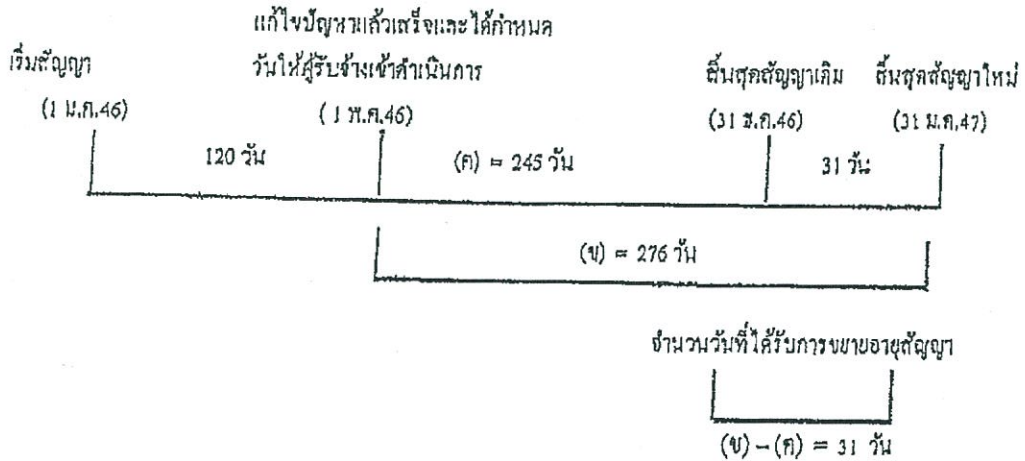 แก้ไขปัญหาแล้วเสร็จและได้กำหนด
เริ่มสัญญา วันให้ผู้รับจ้างเข้าดำเนินการ สิ้นสุดสัญญาเดิม สิ้นสุดสัญญาใหม่
(1 ม.ค.46) (1 พ.ค.46) (31 ธ.ค.46) (31 ม.ค.47)
120 วัน (ค) = 245 วัน 31 วัน
(ข) = 276 วัน
จำนวนวันที่ได้รับการขยายอายุสัญญา
(ข) – (ค) = 31 วัน